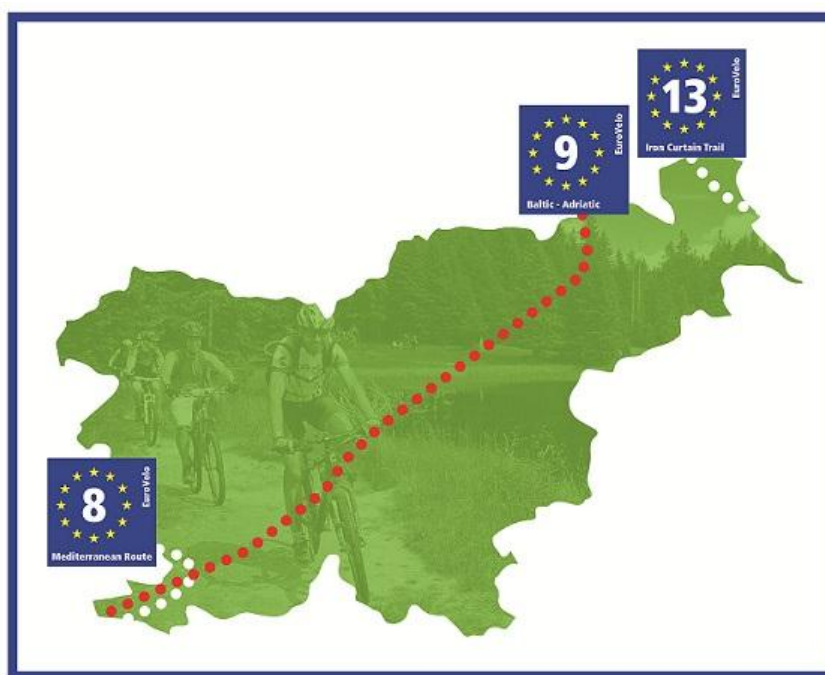 13
EuroVelo
Iron Curtain Trail
9
EuroVelo
Baltic - Adriatic
8
EuroVelo
Mediterranean Route